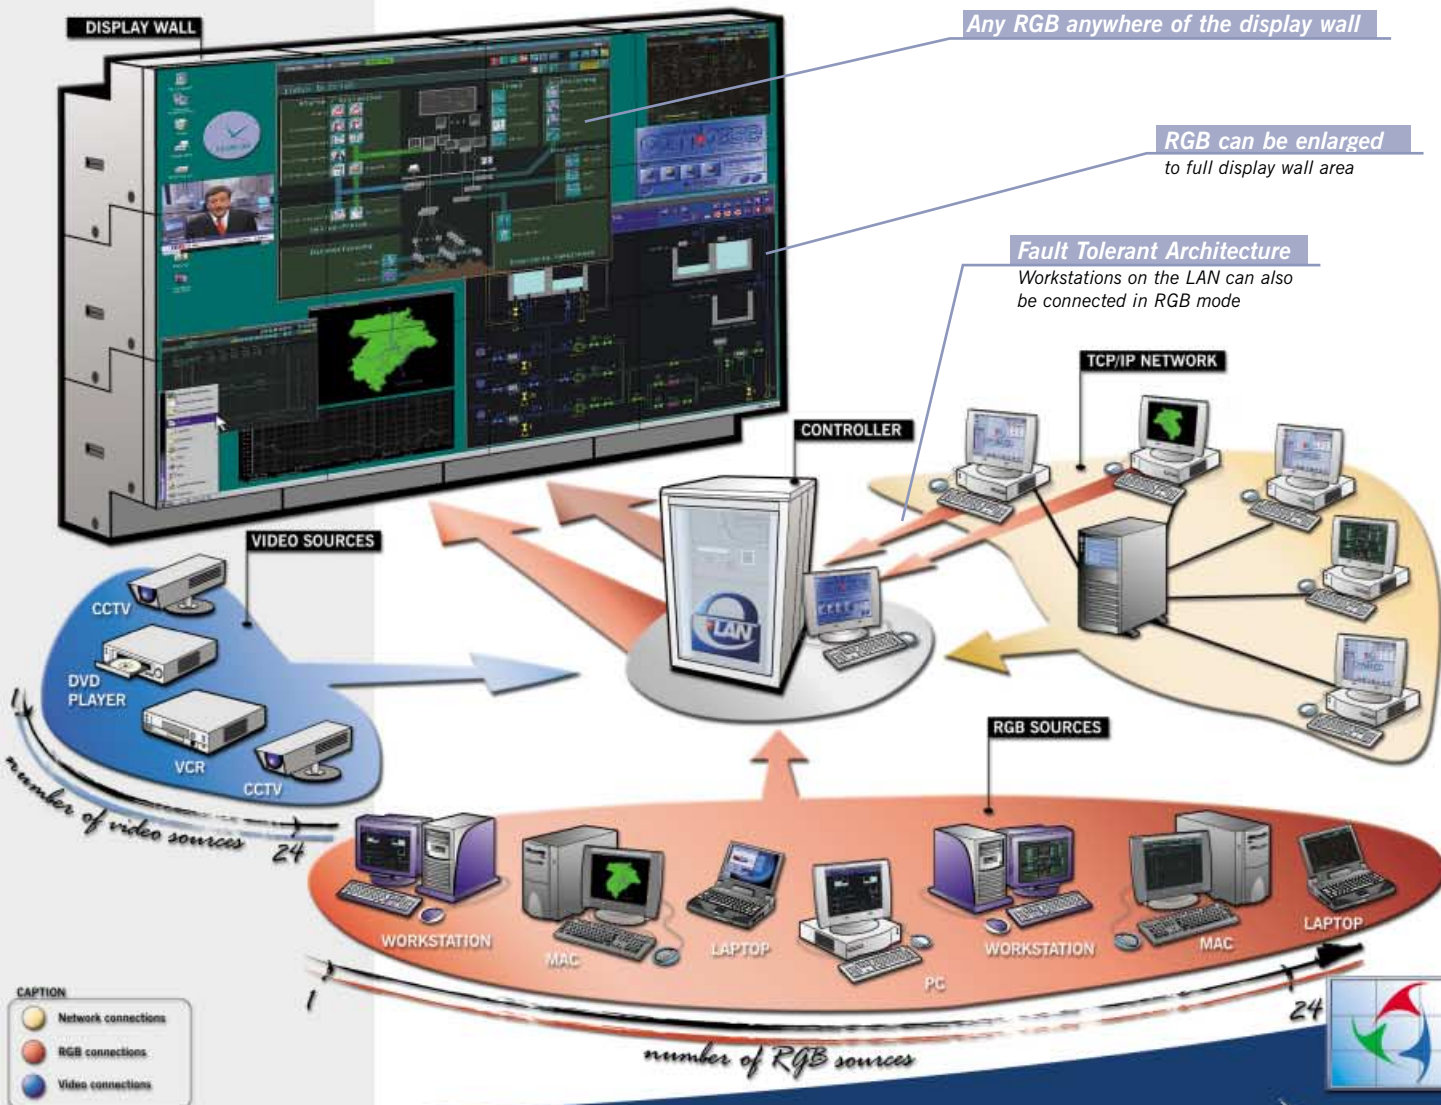 DISPLAY WALL
Any RGB anywhere of the display wall
RGB can be enlarged
to full display wall area
Fault Tolerant Architecture
Workstations on the LAN can also
be connected in RGB mode
TCP/IP NETWORK
CONTROLLER
VIDEO SOURCES
CCTV
DVD
PLAYER
VCR
CCTV
LAN
RGB SOURCES
1
number of video sources
24
WORKSTATION
MAC
LAPTOP
PC
WORKSTATION
MAC
LAPTOP
1
number of RGB sources
24
CAPTION
Network connections
RGB connections
Video connections